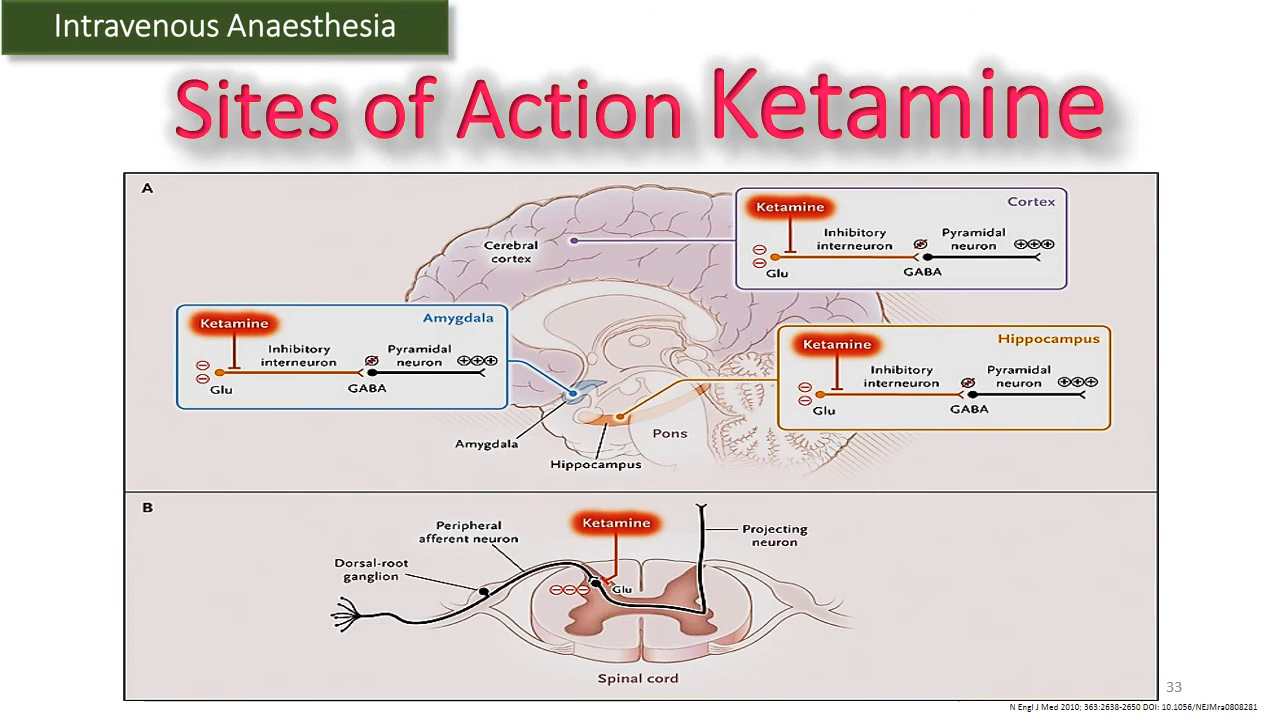 Intravenous Anaesthesia
Sites of Action Ketamine
A
Cerebral
cortex
Ketamine
Cortex
Inhibitory
interneuron
Pyramidal
neuron
Glu
GABA
Ketamine
Amygdala
Inhibitory
interneuron
Pyramidal
neuron
Glu
GABA
Ketamine
Hippocampus
Inhibitory
interneuron
Pyramidal
neuron
Glu
GABA
Amygdala
Hippocampus
Pons
B
Peripheral
afferent neuron
Ketamine
Projecting
neuron
Dorsal-root
ganglion
Glu
Spinal cord
33
N Engl J Med 2010; 363:2638-2650 DOI: 10.1056/NEJMra0808281